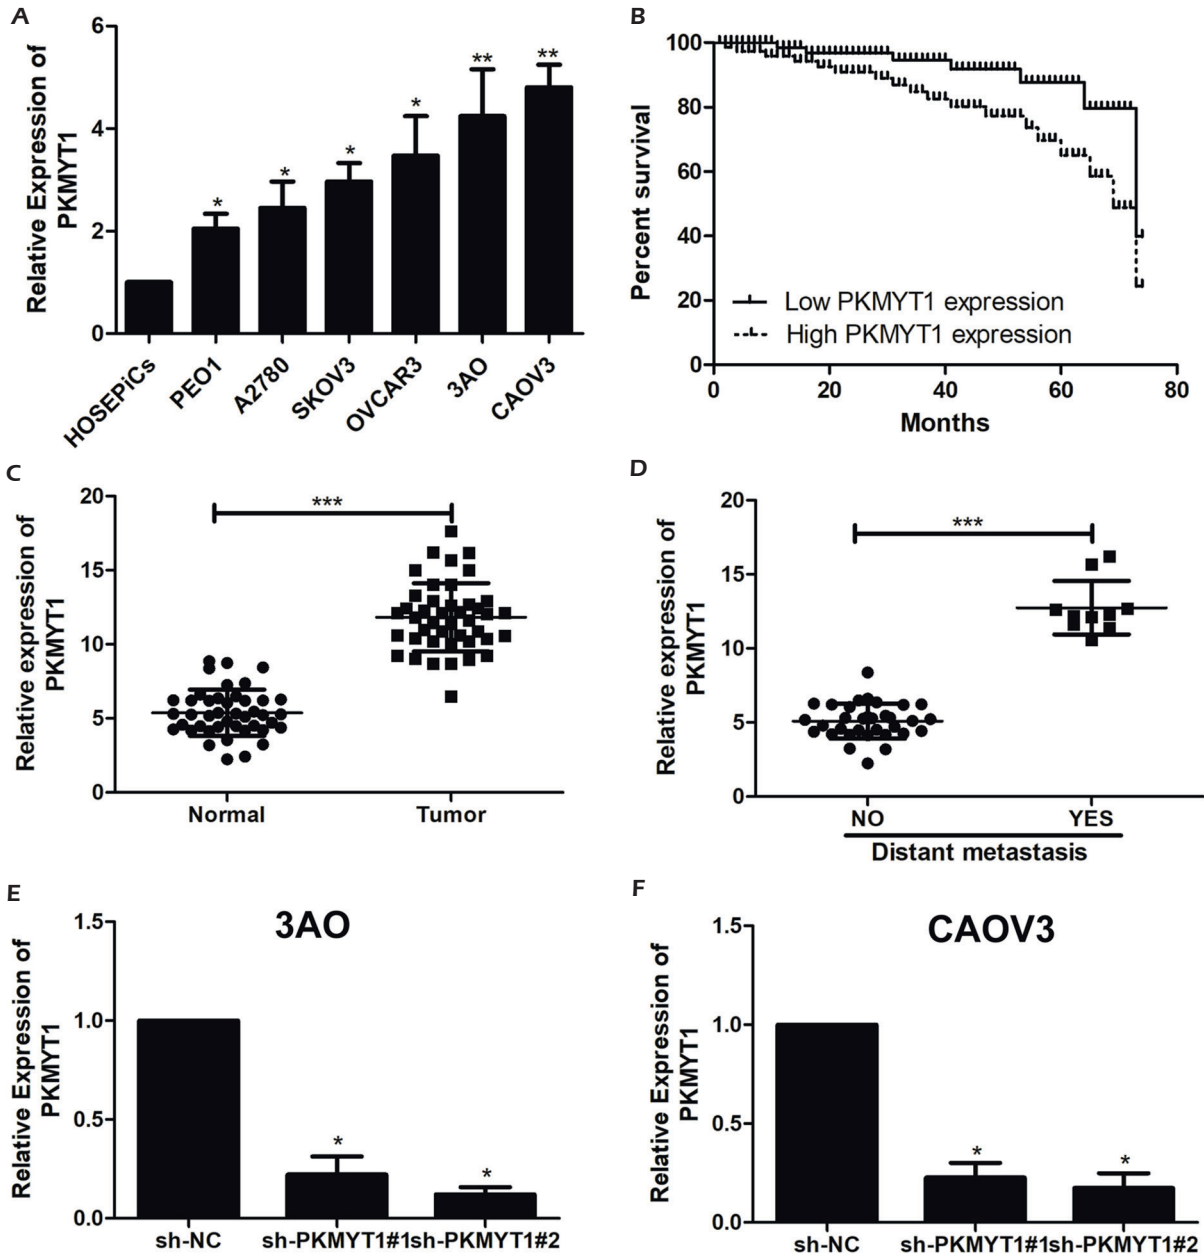 A
Relative Expression of
PKMYT1
6
4
2
0
*
*
*
*
**
**
HOSEPiCs
PEO1
A2780
SKOV3
OVCAR3
3AO
CAOV3
B
Percent survival
100
80
60
40
20
0
Low PKMYT1 expression
High PKMYT1 expression
0
20
40
60
80
Months
C
Relative expression of
PKMYT1
20
15
10
5
0
***
Normal
Tumor
D
Relative expression of
PKMYT1
20
15
10
5
0
***
NO
YES
Distant metastasis
E
3AO
Relative Expression of
PKMYT1
1.5
1.0
0.5
0.0
*
*
sh-NC
sh-PKMYT1#1
sh-PKMYT1#2
F
CAOV3
Relative Expression of
PKMYT1
1.5
1.0
0.5
0.0
*
*
sh-NC
sh-PKMYT1#1
sh-PKMYT1#2